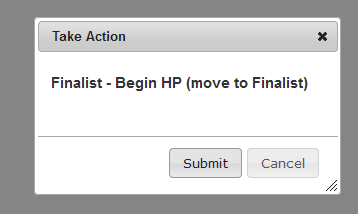 Take Action
Finalist - Begin HP (move to Finalist)
Submit Cancel